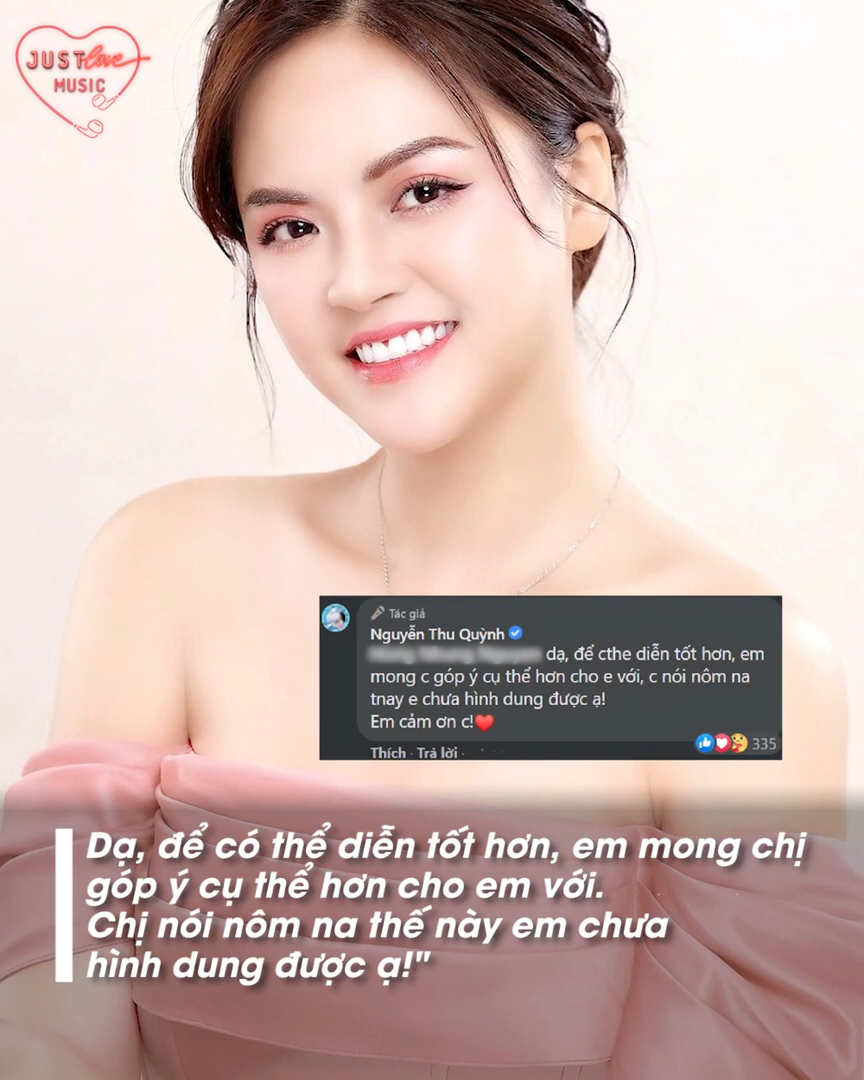 JUST love
MUSIC
Tác giả
Nguyễn Thu Quỳnh
dạ, để cthe diễn tốt hơn, em
mong c góp ý cụ thể hơn cho e với, c nói nôm na
tnay e chưa hình dung được ạ!
Em cảm ơn c!❤️
Thích · Trả lời ·
335
Dạ, để có thể diễn tốt hơn, em mong chị
góp ý cụ thể hơn cho em với.
Chị nói nôm na thế này em chưa
hình dung được ạ!"